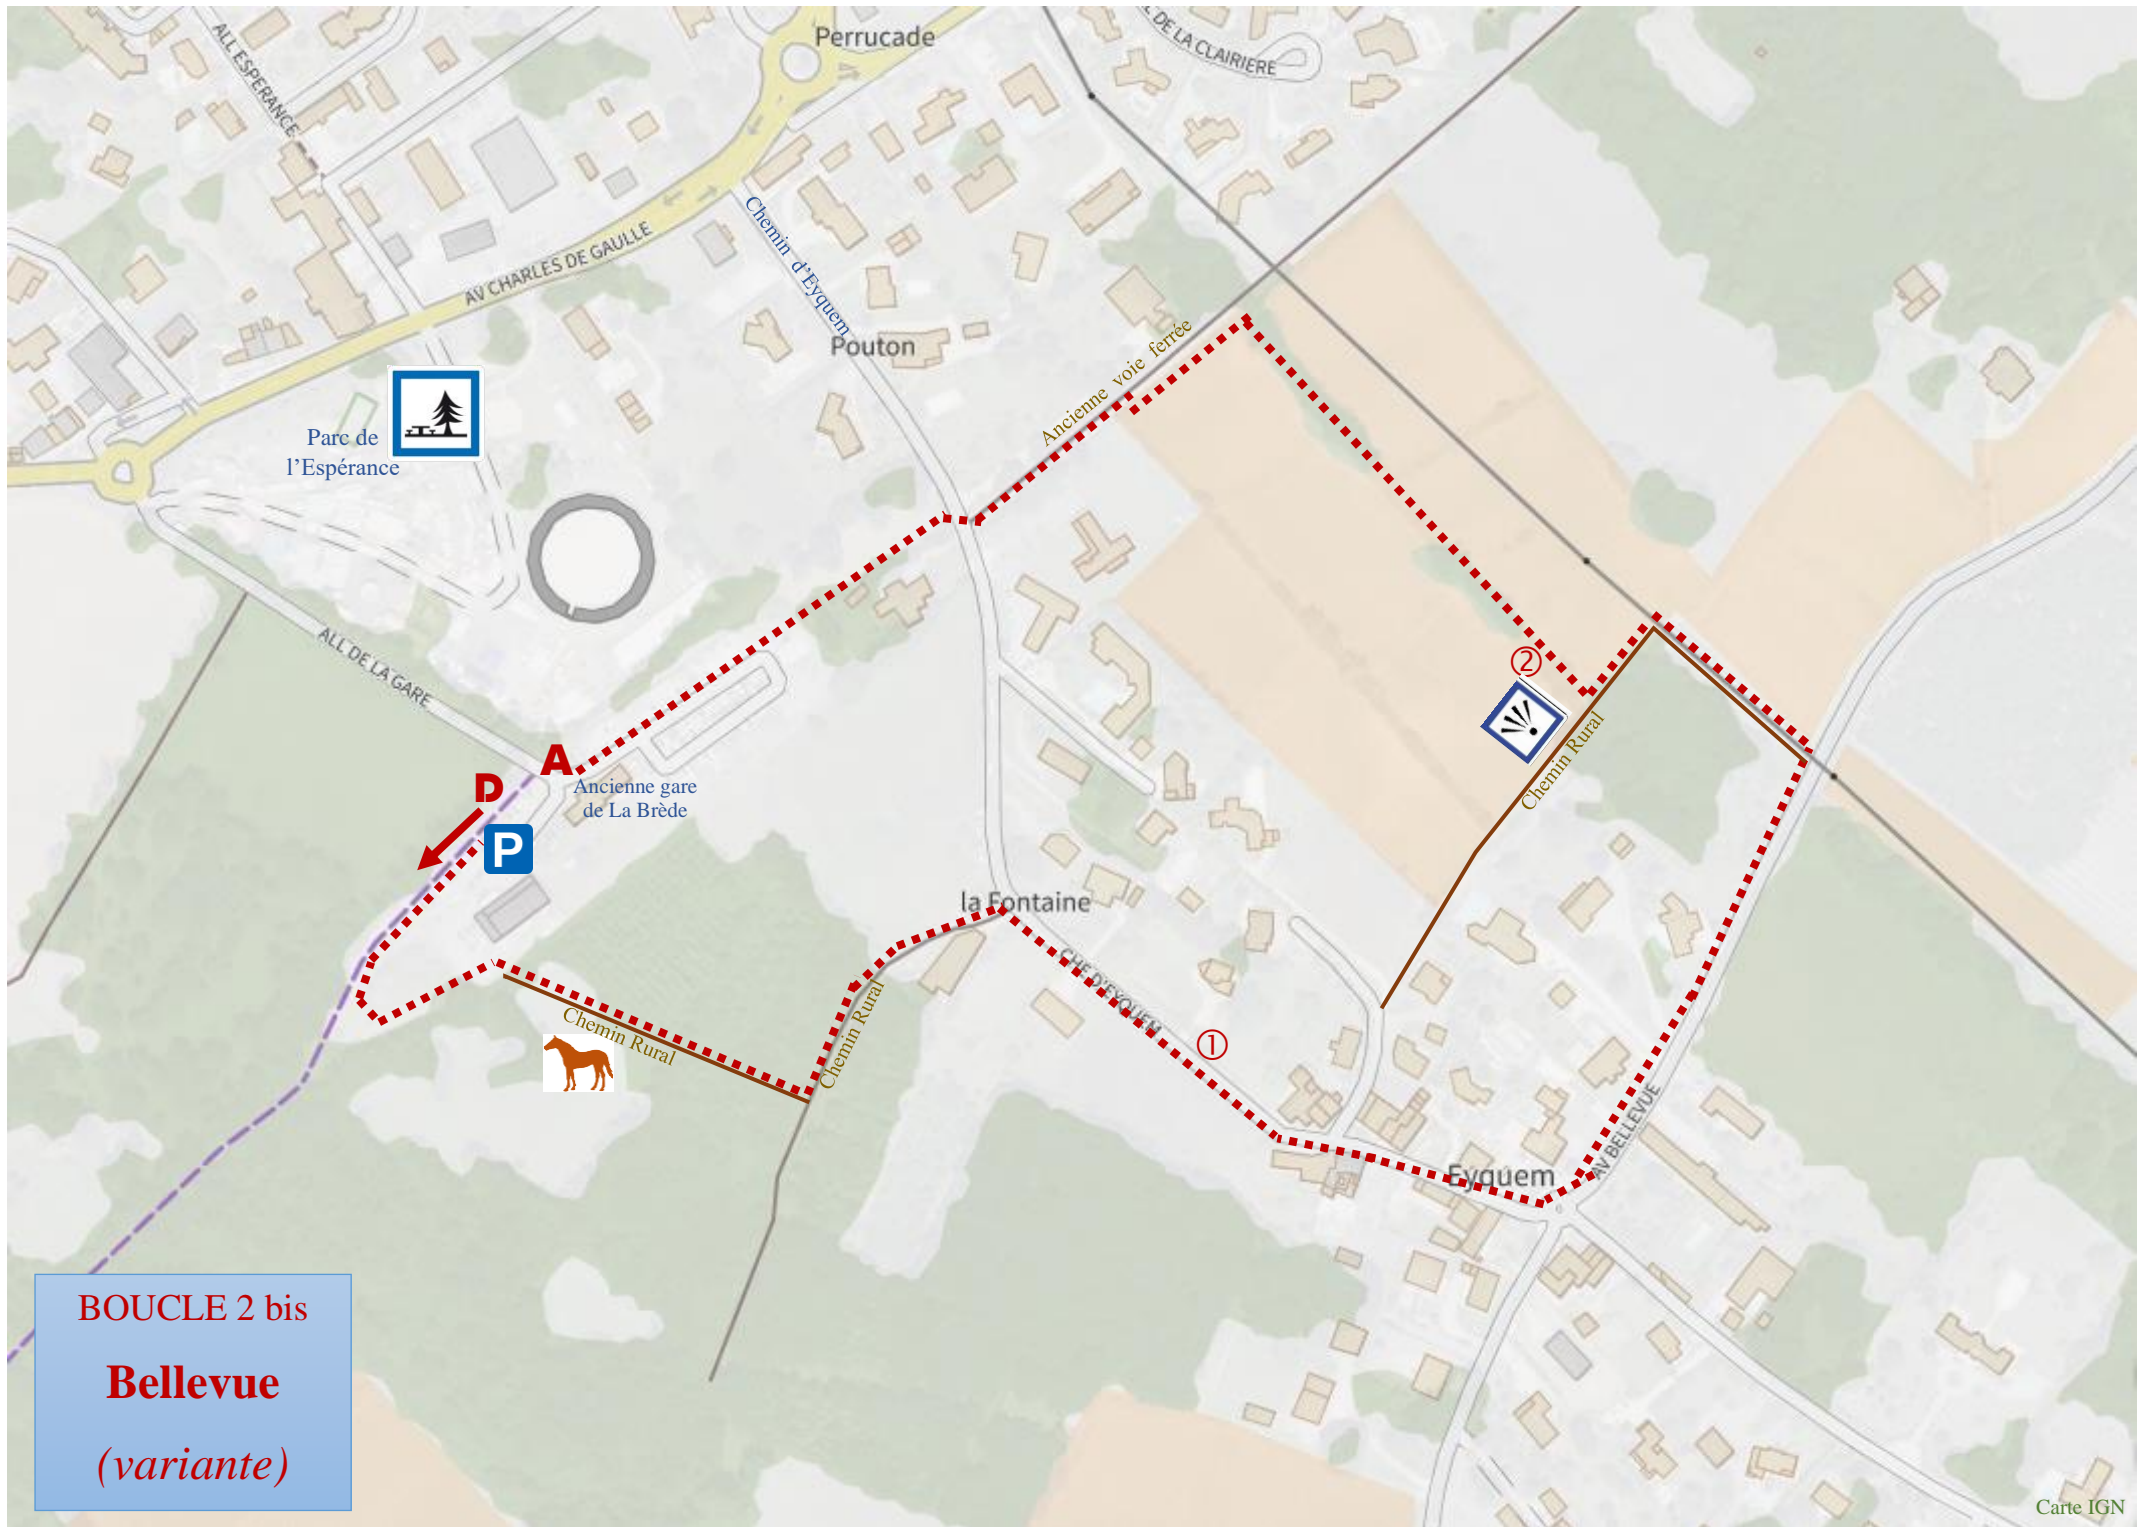 Perrucade
L DE LA CLAIRIERE
ALL ESPERANCE
Chemin d'Eyquem
AV CHARLES DE GAULLE
Pouton
Ancienne voie ferrée
Parc de
l'Espérance
ALL DE LA GARE
②
A
D
Ancienne gare
de La Brède
P
Chemin Rural
la Fontaine
CHE D'EYQUEM
Chemin Rural
Chemin Rural
①
AV BELLEVUE
Eyquem
BOUCLE 2 bis
Bellevue
(variante)
Carte IGN